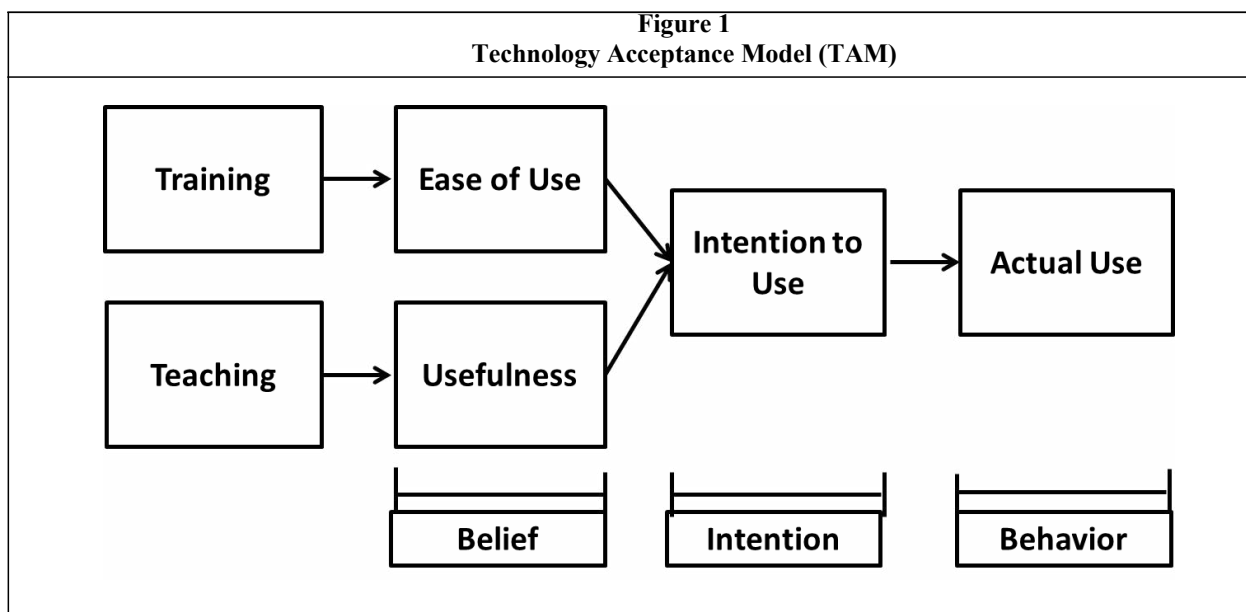 Figure 1
Technology Acceptance Model (TAM)
Training
Ease of Use
Intention to
Use
Actual Use
Teaching
Usefulness
Belief
Intention
Behavior